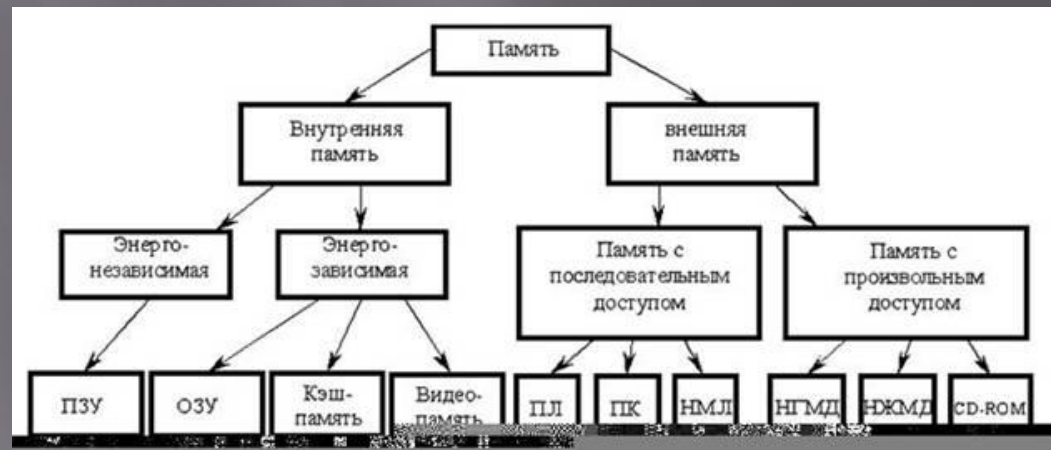 Память
Внутренняя
память
внешняя
память
Энерго-
независимая
Энерго-
зависимая
Память с
последовательным
доступом
Память с
произвольным
доступом
ПЗУ
ОЗУ
Кэш-
память
Видео-
память
ПЛ
ПК
НМЛ
НГМД
НЖМД
CD-ROM